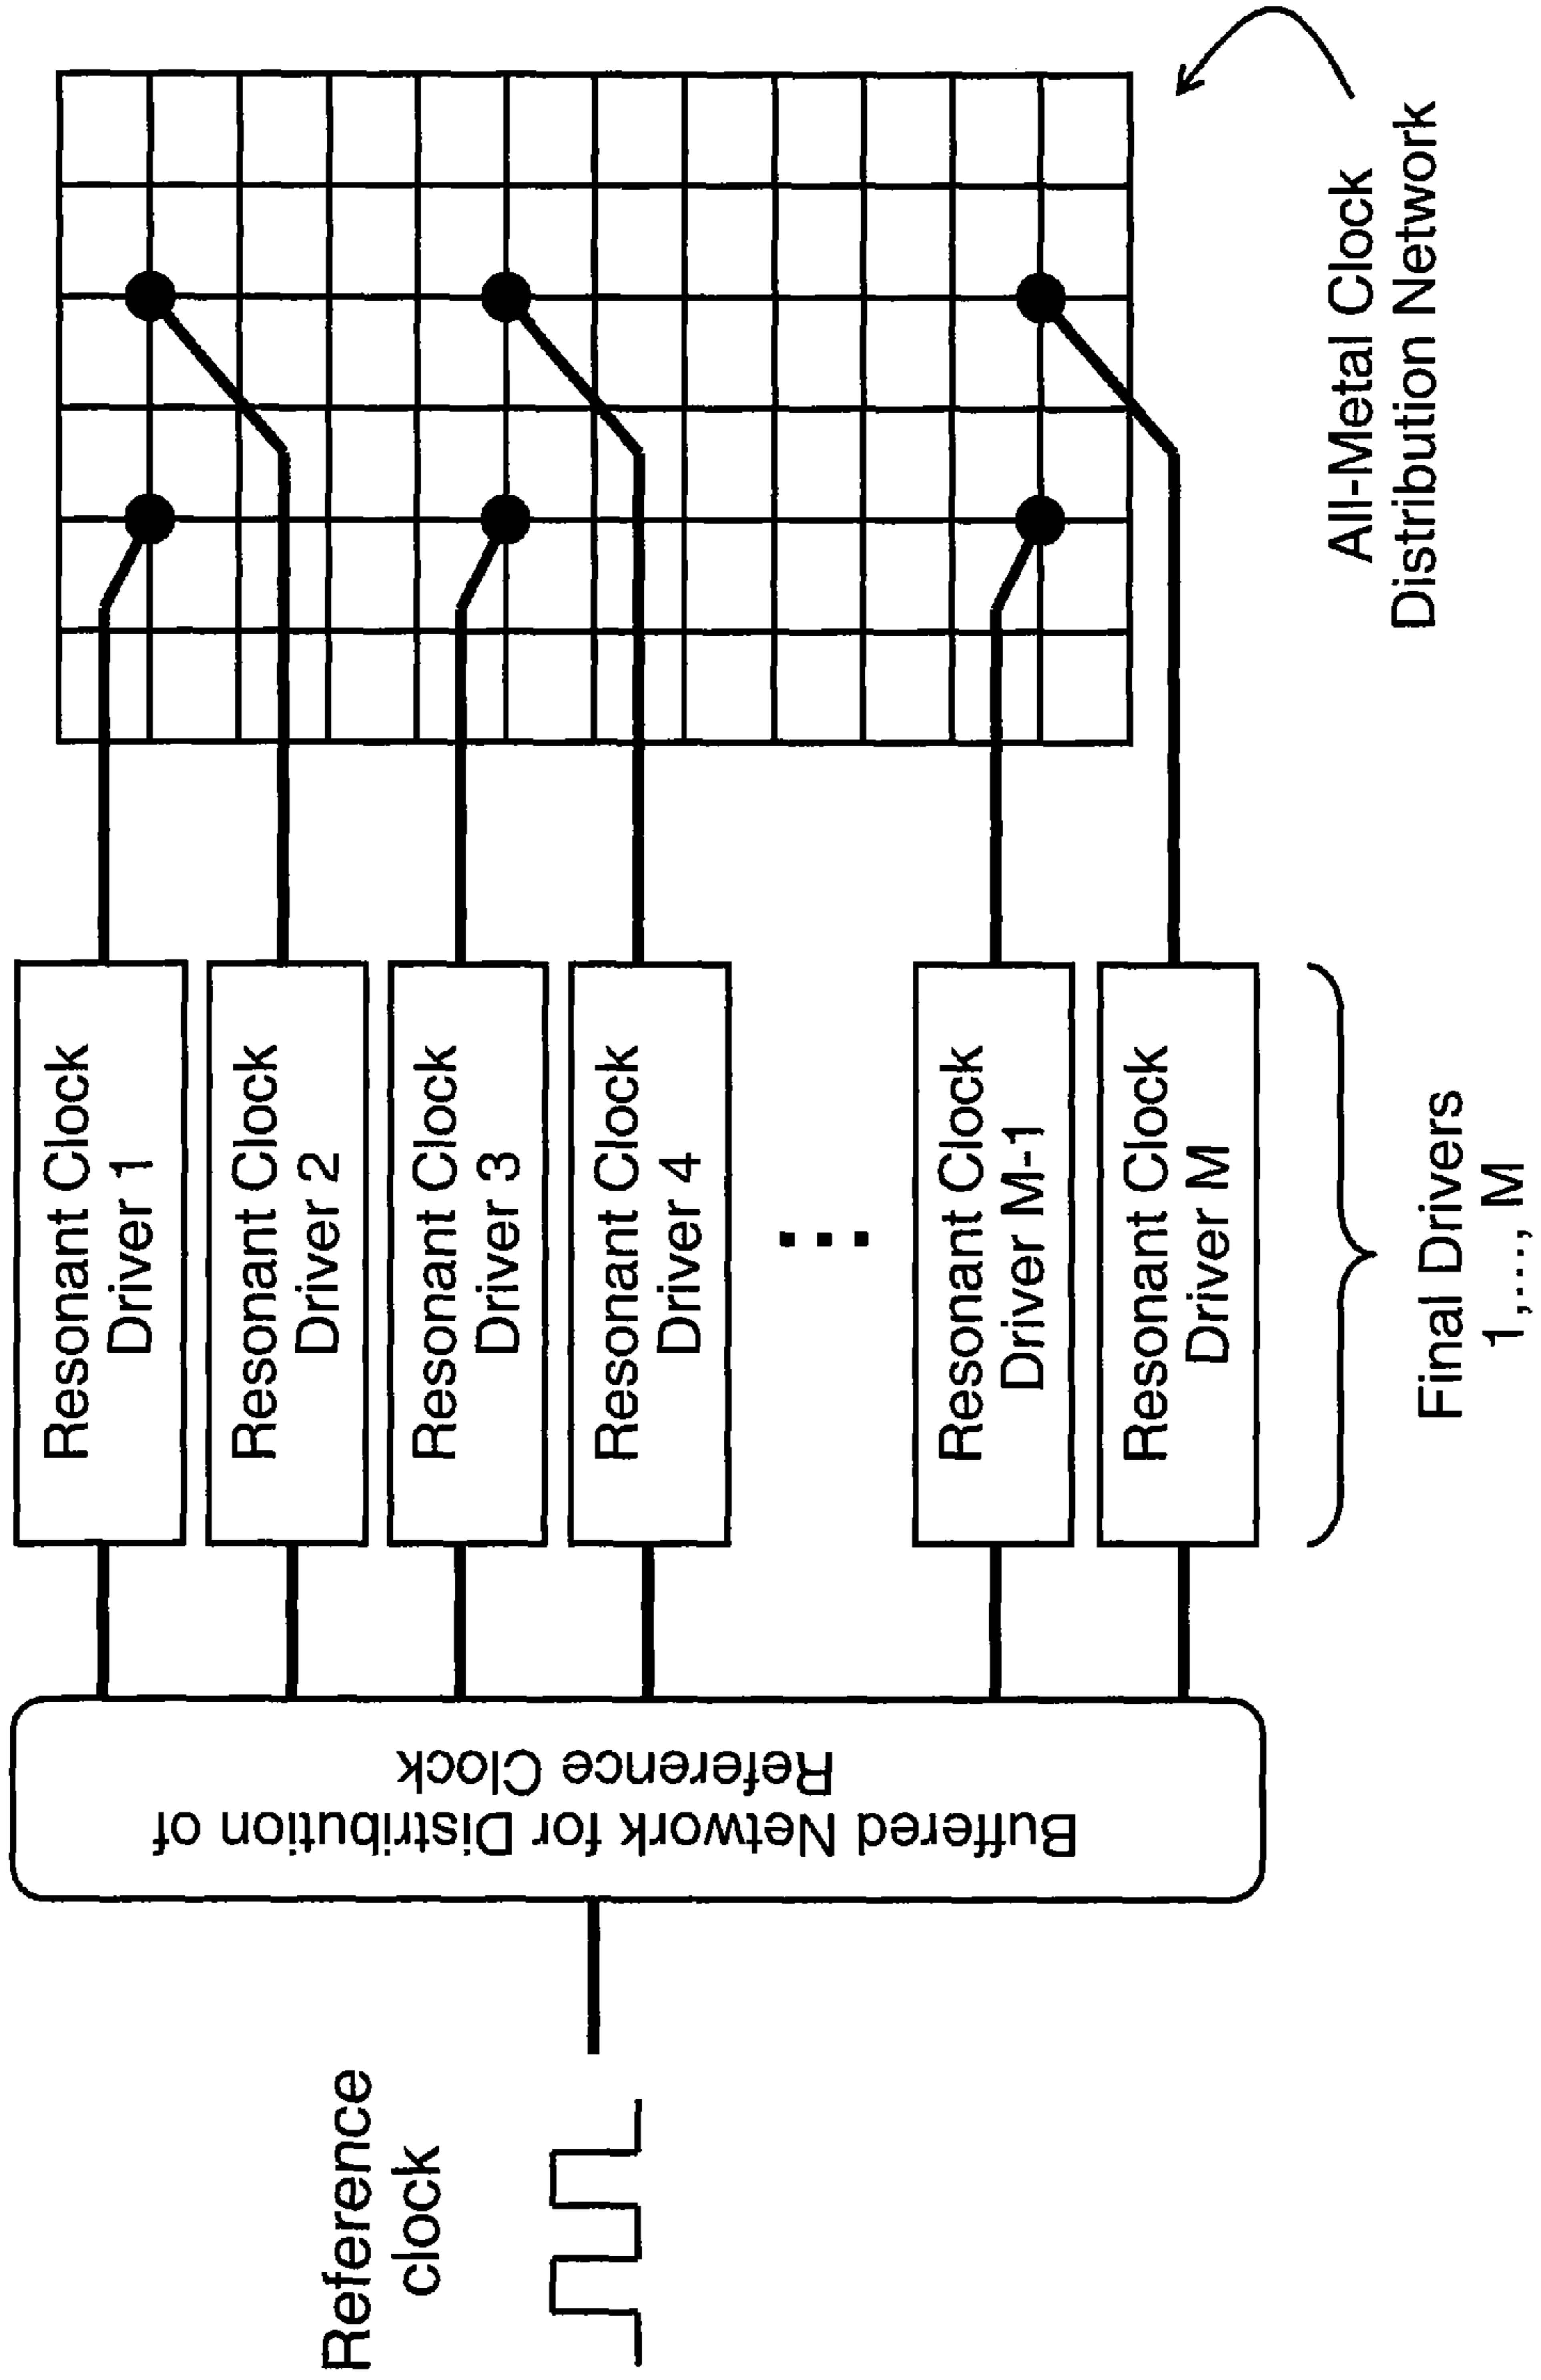 Reference
clock
Buffered Network for Distribution of
Reference Clock
Resonant Clock
Driver 1
Resonant Clock
Driver 2
Resonant Clock
Driver 3
Resonant Clock
Driver 4
...
Resonant Clock
Driver M-1
Resonant Clock
Driver M
Final Drivers
1,..., M
All-Metal Clock
Distribution Network